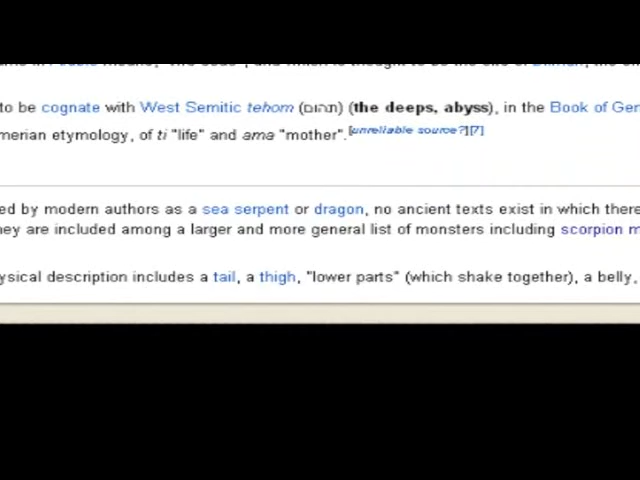 to be cognate with West Semitic tehom (תהום) (the deeps, abyss), in the Book of Ger
merian etymology, of ti "life" and ama "mother".[unreliable source?][7]
ed by modern authors as a sea serpent or dragon, no ancient texts exist in which there
hey are included among a larger and more general list of monsters including scorpion m
ysical description includes a tail, a thigh, "lower parts" (which shake together), a belly,